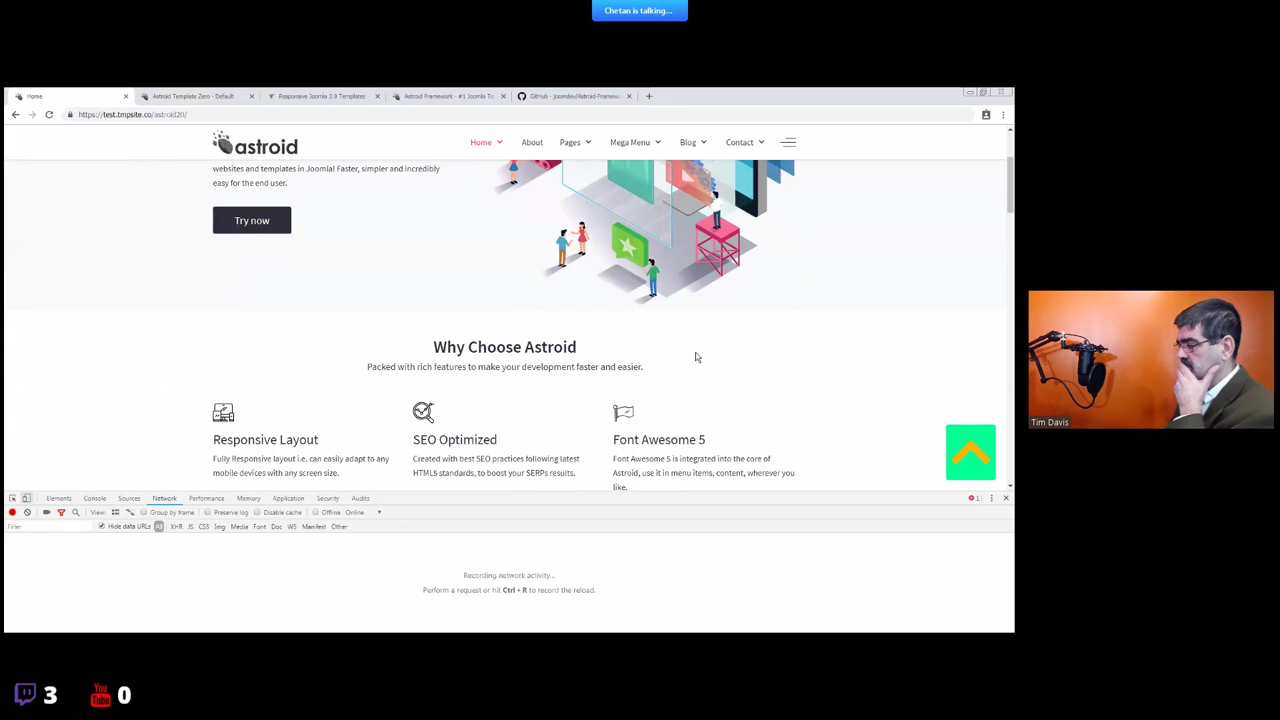 Chetan is talking...
Home
Astroid Template Zero - Default
Responsive Joomla 3.9 Templates
Astroid Framework - #1 Joomla Te
GitHub - joomdev/Astroid-Framew
https://test.tmpsite.co/astroid20/
astroid
Home
About
Pages
Mega Menu
Blog
Contact
websites and templates in Joomla! Faster, simpler and incredibly
easy for the end user.
Try now
Why Choose Astroid
Packed with rich features to make your development faster and easier.
Responsive Layout
Fully Responsive layout i.e. can easily adapt to any
mobile devices with any screen size.
SEO Optimized
Created with best SEO practices following latest
HTML5 standards, to boost your SERPs results.
Font Awesome 5
Font Awesome 5 is integrated into the core of
Astroid, use it in menu items, content, wherever you
like.
Tim Davis
Elements Console Sources Network Performance Memory Application Security Audits
1
View: Group by frame Preserve log Disable cache Offline Online
Filter Hide data URLs All XHR JS CSS Img Media Font Doc WS Manifest Other
Recording network activity...
Perform a request or hit Ctrl + R to record the reload.
3
You
Tube
0